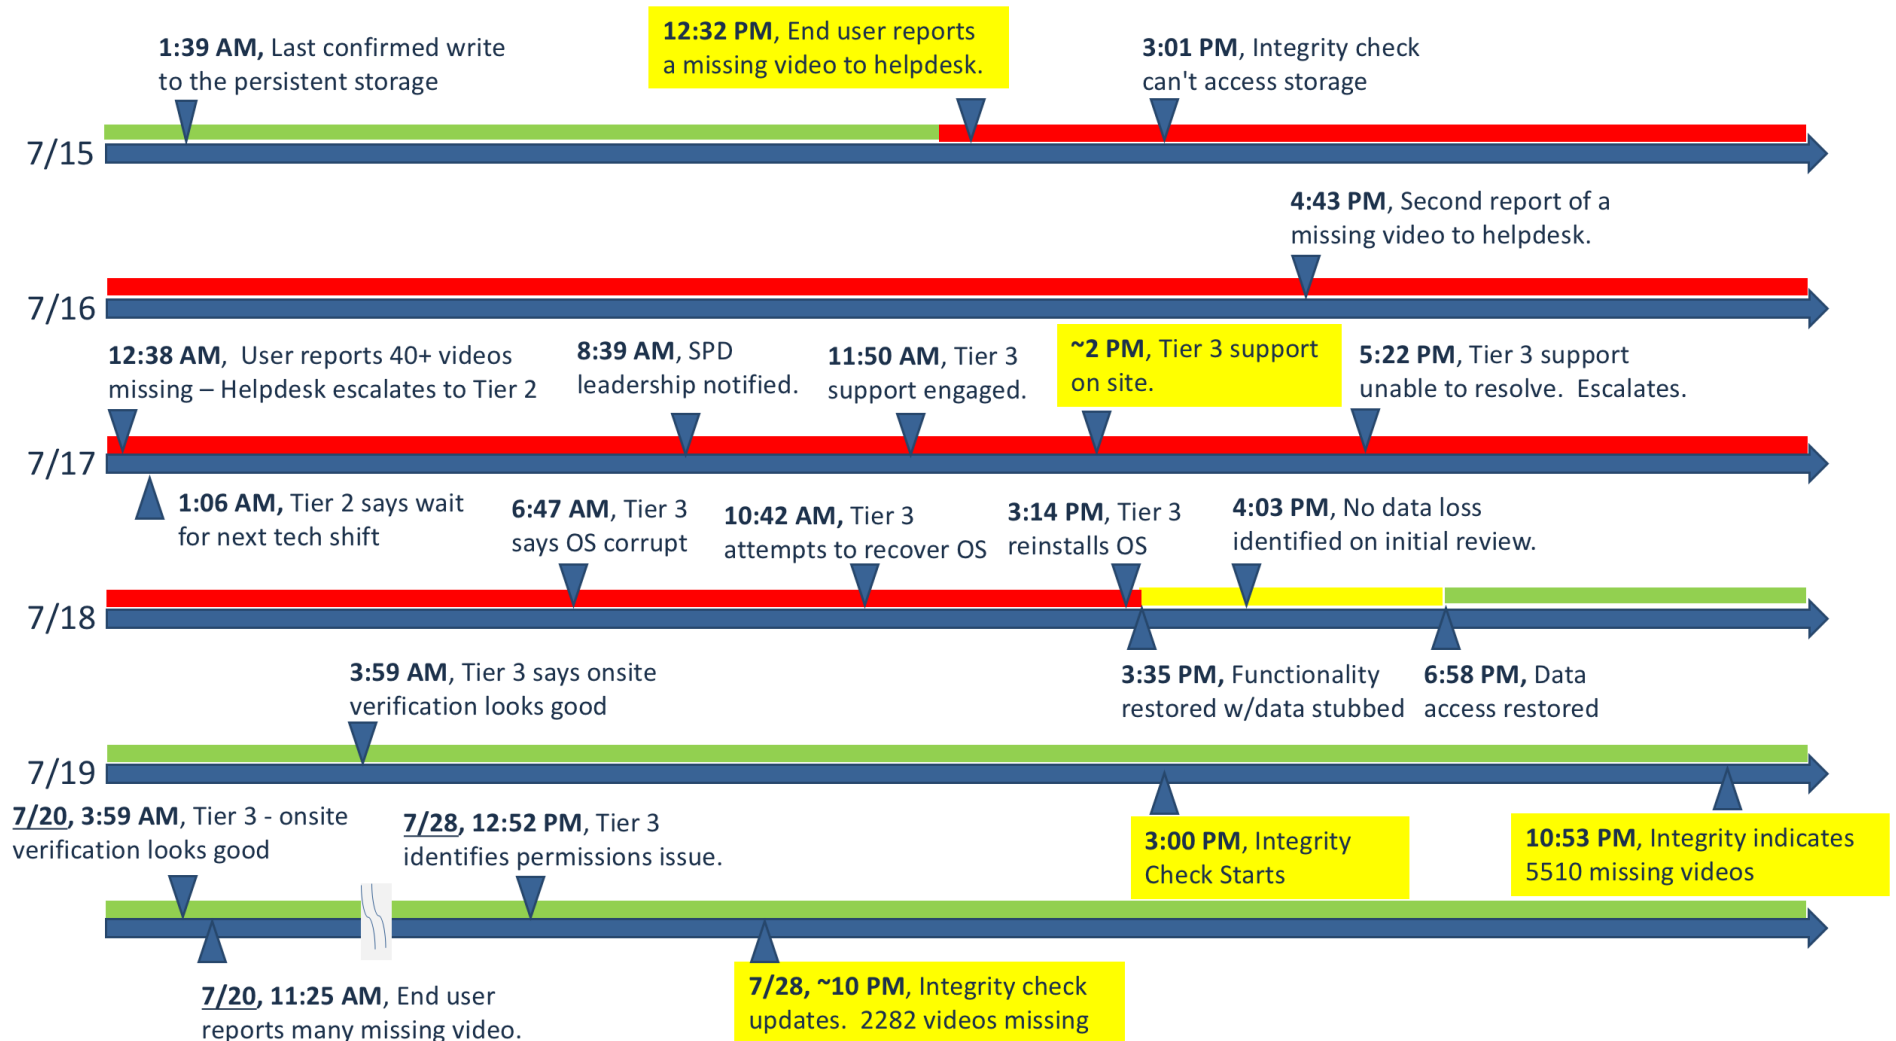 1:39 AM, Last confirmed write
to the persistent storage
12:32 PM, End user reports
a missing video to helpdesk.
3:01 PM, Integrity check
can't access storage
7/15
4:43 PM, Second report of a
missing video to helpdesk.
7/16
12:38 AM,  User reports 40+ videos
missing – Helpdesk escalates to Tier 2
8:39 AM, SPD
leadership notified.
11:50 AM, Tier 3
support engaged.
~2 PM, Tier 3 support
on site.
5:22 PM, Tier 3 support
unable to resolve.  Escalates.
7/17
1:06 AM, Tier 2 says wait
for next tech shift
6:47 AM, Tier 3
says OS corrupt
10:42 AM, Tier 3
attempts to recover OS
3:14 PM, Tier 3
reinstalls OS
4:03 PM, No data loss
identified on initial review.
7/18
3:35 PM, Functionality
restored w/data stubbed
6:58 PM, Data
access restored
3:59 AM, Tier 3 says onsite
verification looks good
7/19
3:00 PM, Integrity
Check Starts
10:53 PM, Integrity indicates
5510 missing videos
7/20, 3:59 AM, Tier 3 - onsite
verification looks good
7/28, 12:52 PM, Tier 3
identifies permissions issue.
7/20, 11:25 AM, End user
reports many missing video.
7/28, ~10 PM, Integrity check
updates.  2282 videos missing